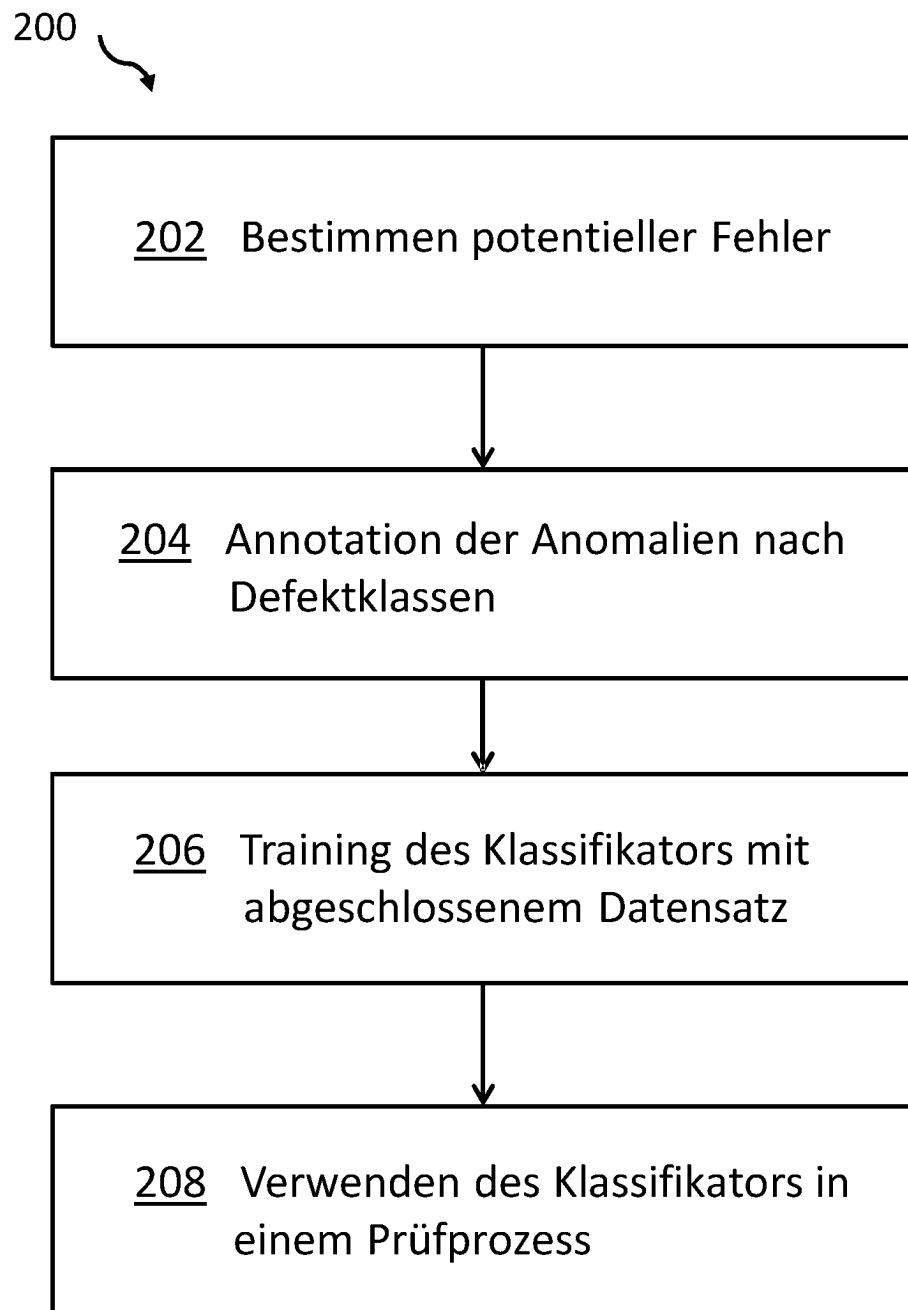 200
202 Bestimmen potentieller Fehler
204 Annotation der Anomalien nach
Defektklassen
206 Training des Klassifikators mit
abgeschlossenem Datensatz
208 Verwenden des Klassifikators in
einem Prüfprozess